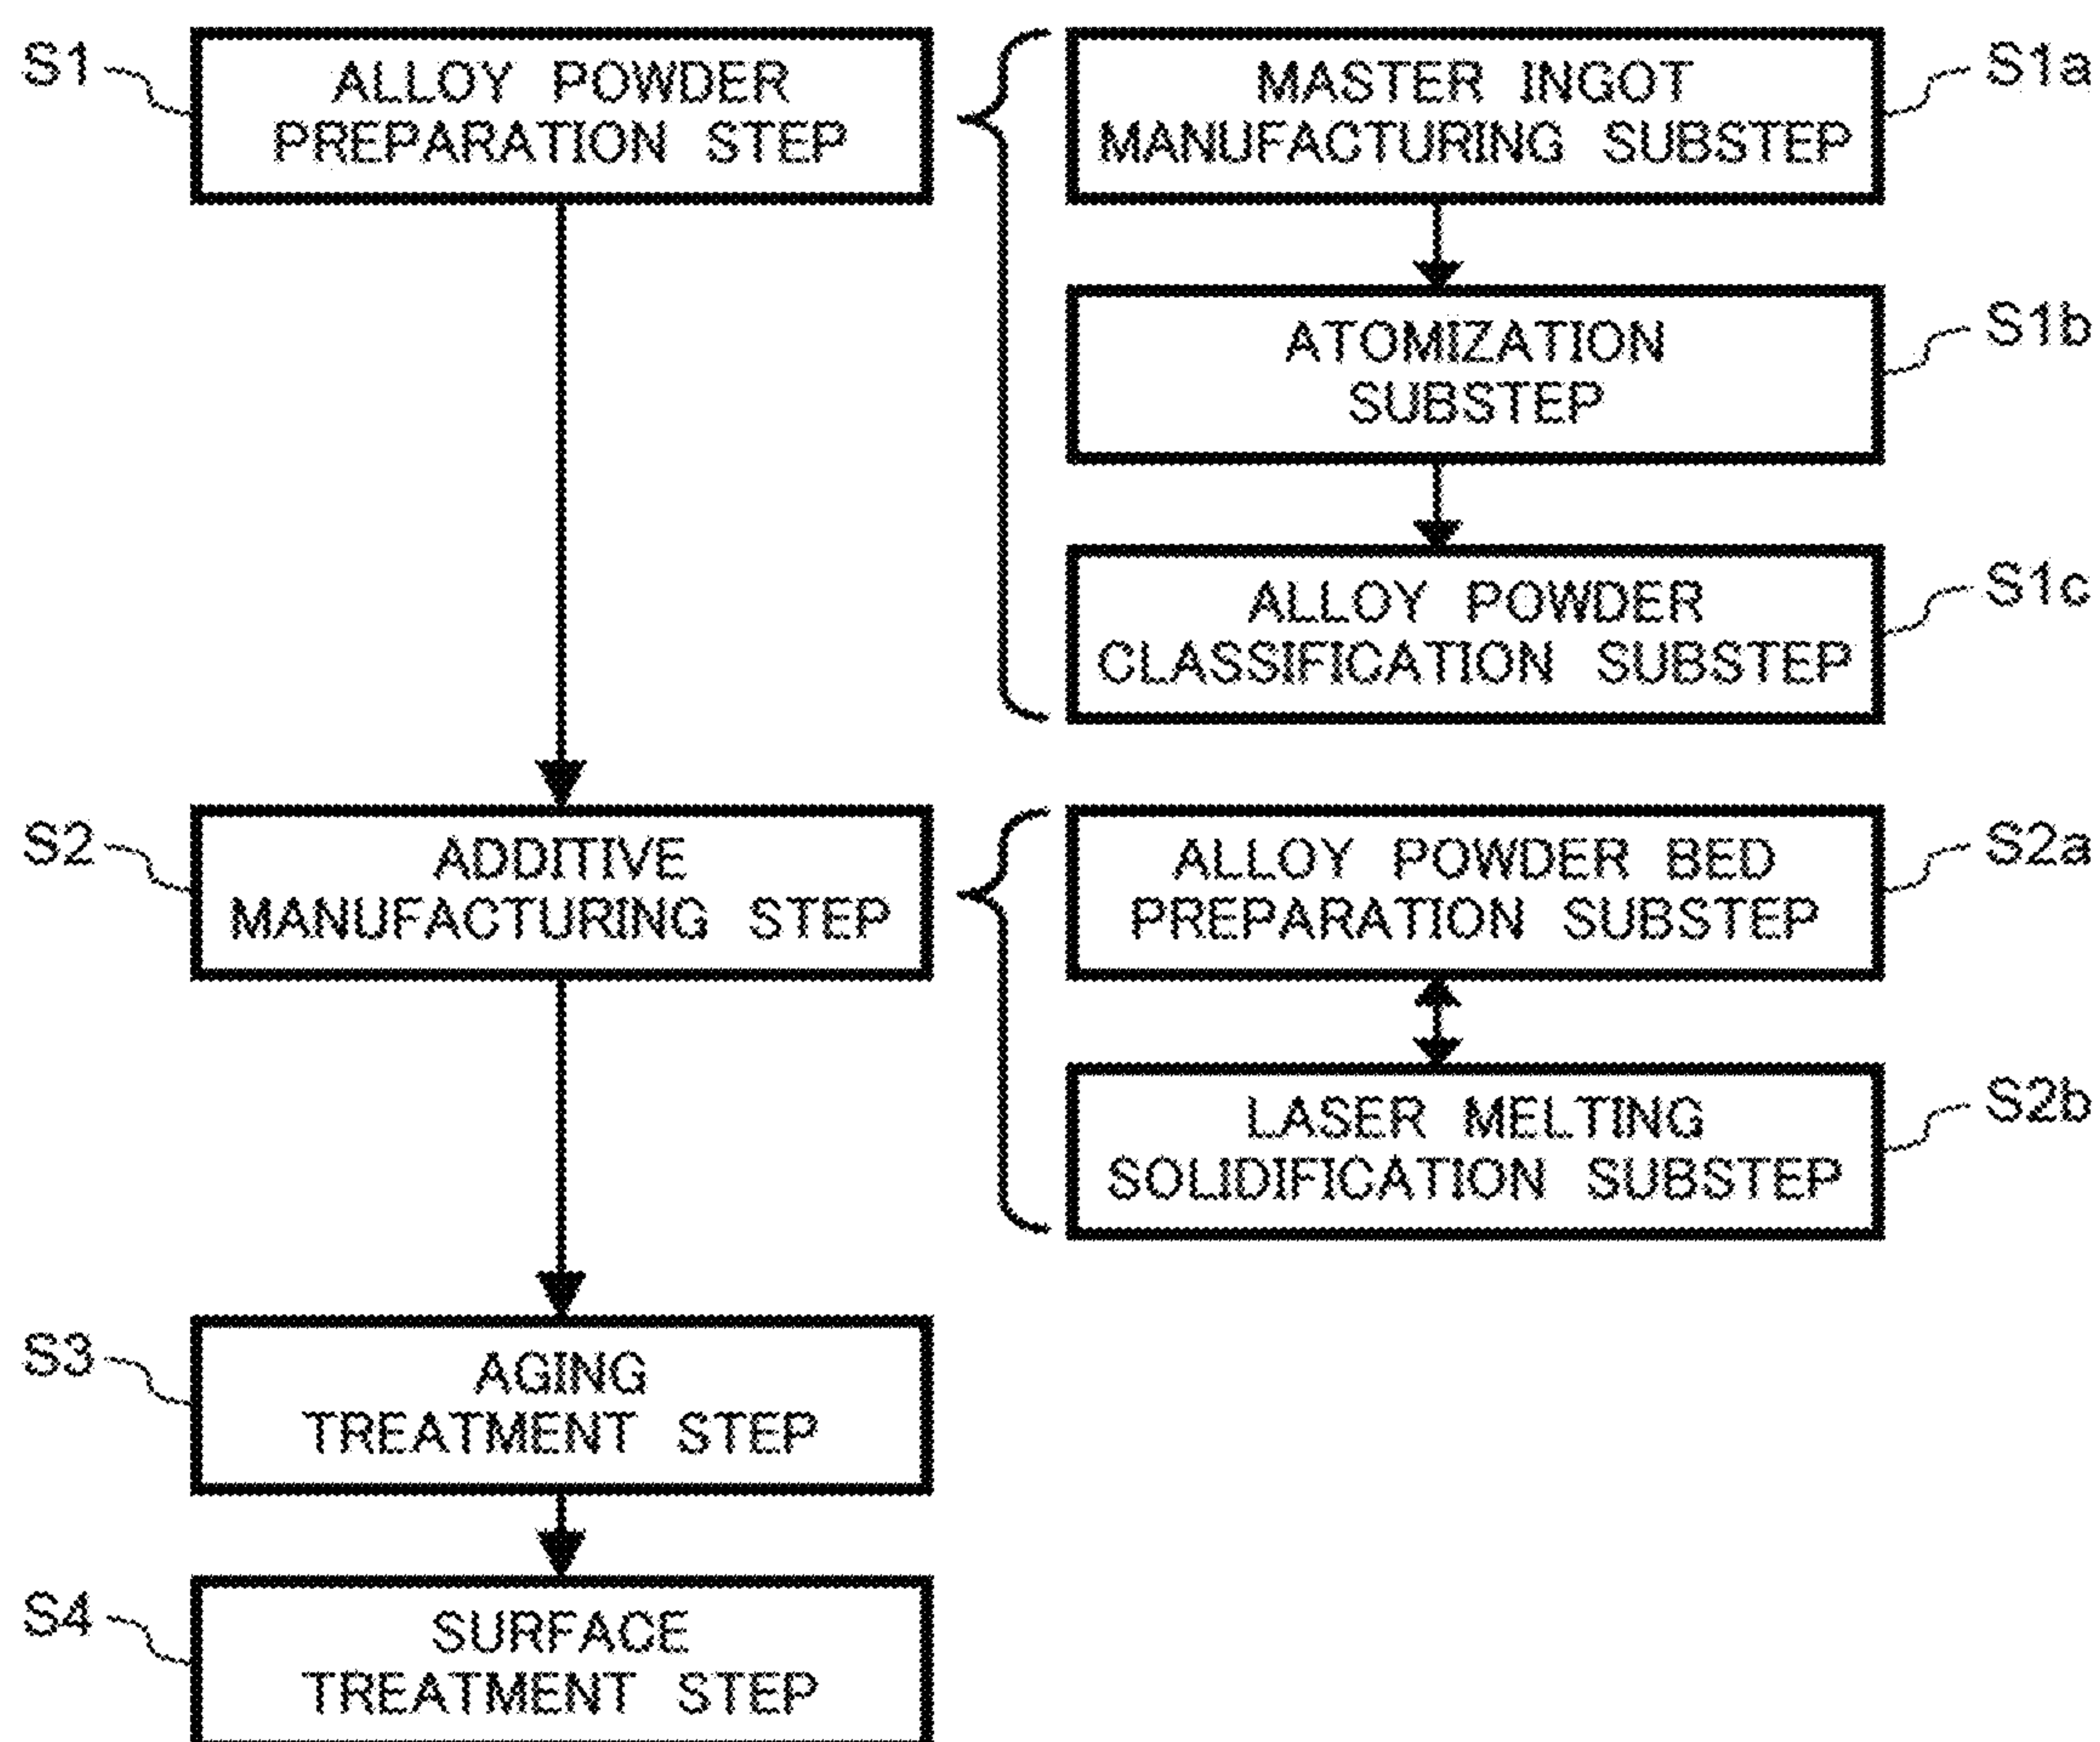 S1
ALLOY POWDER
PREPARATION STEP
MASTER INGOT
MANUFACTURING SUBSTEP
S1a
ATOMIZATION
SUBSTEP
S1b
ALLOY POWDER
CLASSIFICATION SUBSTEP
S1c
S2
ADDITIVE
MANUFACTURING STEP
ALLOY POWDER BED
PREPARATION SUBSTEP
S2a
LASER MELTING
SOLIDIFICATION SUBSTEP
S2b
S3
AGING
TREATMENT STEP
S4
SURFACE
TREATMENT STEP